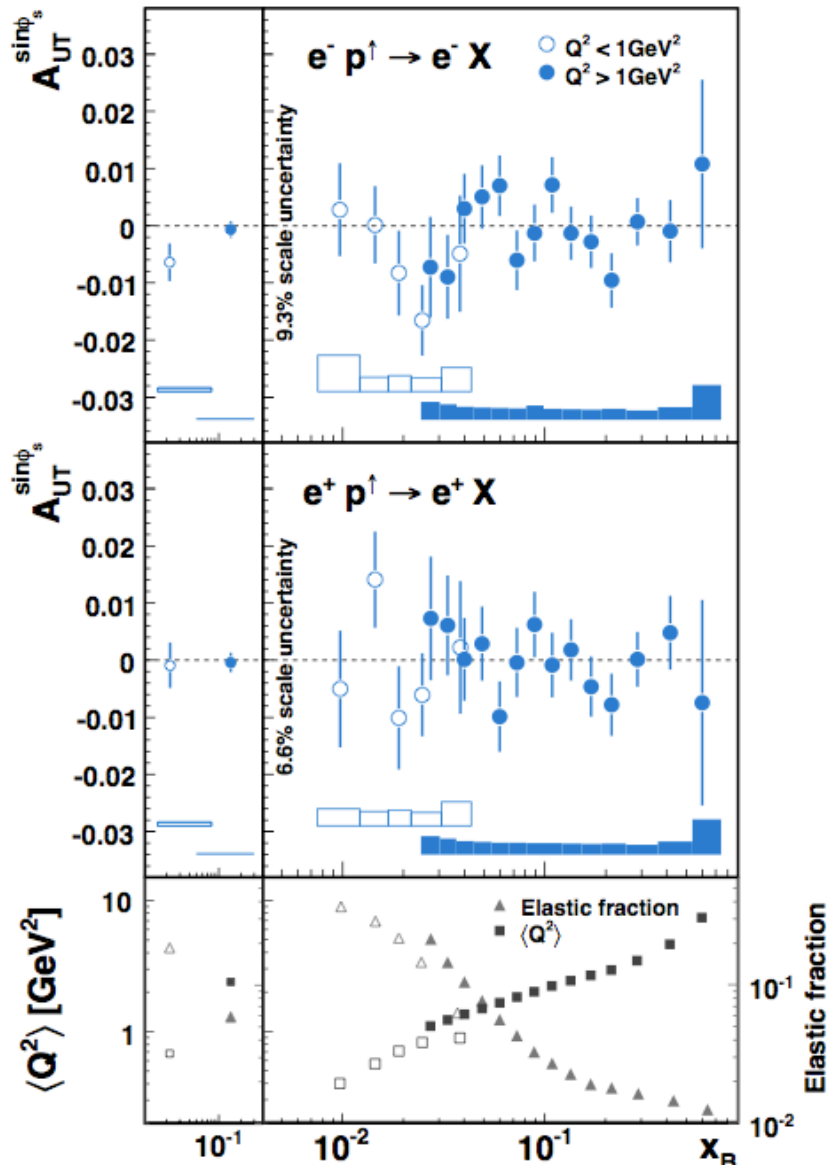 A_UT^sinφ_s
0.03
0.02
0.01
0
-0.01
-0.02
-0.03
e⁻ p↑ → e⁻ X
Q² < 1GeV²
Q² > 1GeV²
9.3% scale uncertainty
A_UT^sinφ_s
0.03
0.02
0.01
0
-0.01
-0.02
-0.03
e⁺ p↑ → e⁺ X
6.6% scale uncertainty
⟨Q²⟩ [GeV²]
10
1
Elastic fraction
⟨Q²⟩
10⁻¹
10⁻²
Elastic fraction
10⁻¹
10⁻²
10⁻¹
x_B